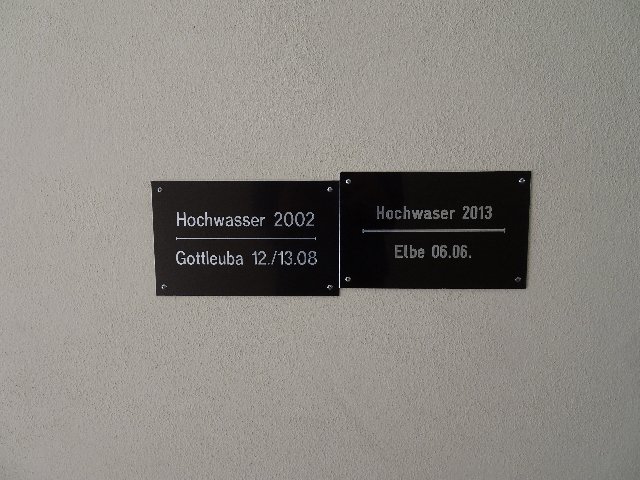 Hochwasser 2002
Gottleuba 12./13.08
Hochwaser 2013
Elbe 06.06.